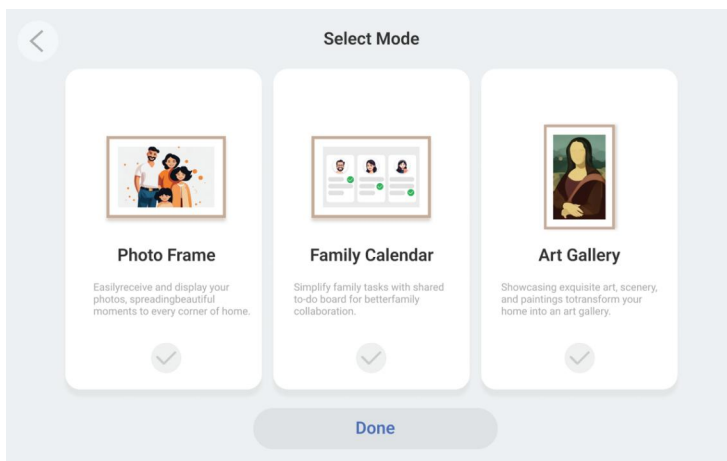 Select Mode
Photo Frame
Easilyreceive and display your
photos, spreadingbeautiful
moments to every corner of home.
Family Calendar
Simplify family tasks with shared
to-do board for betterfamily
collaboration.
Art Gallery
Showcasing exquisite art, scenery,
and paintings totransform your
home into an art gallery.
Done